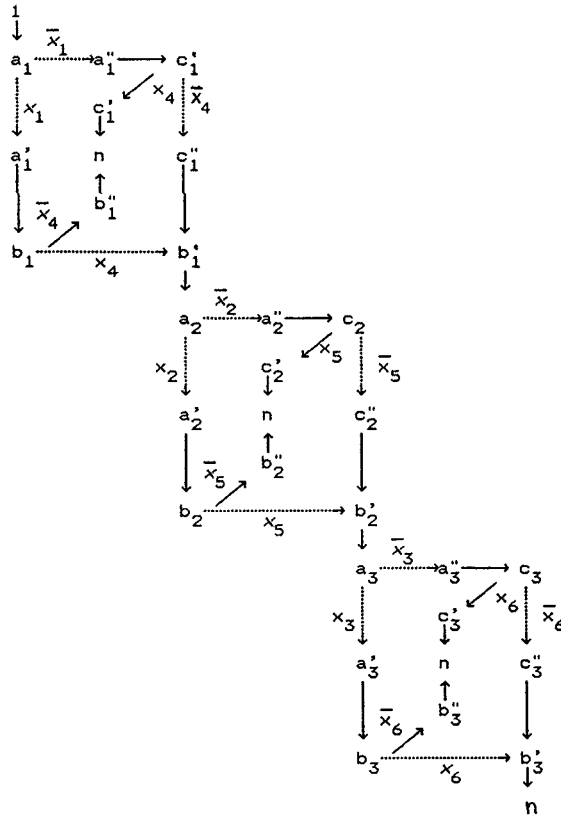 1
x̄₁
a₁ a₁" c₁'
x₁ x₄ x̄₄
c₁'
a₁' n c₁"
x̄₄ b₁"
b₁ x₄ b₁'
x̄₂
a₂ a₂" c₂
x₂ x₅ x̄₅
c₂'
a₂' n c₂"
x̄₅ b₂"
b₂ x₅ b₂'
x̄₃
a₃ a₃" c₃
x₃ c₃' x₆ x̄₆
a₃' n c₃"
x̄₆ b₃"
b₃ x₆ b₃'
n